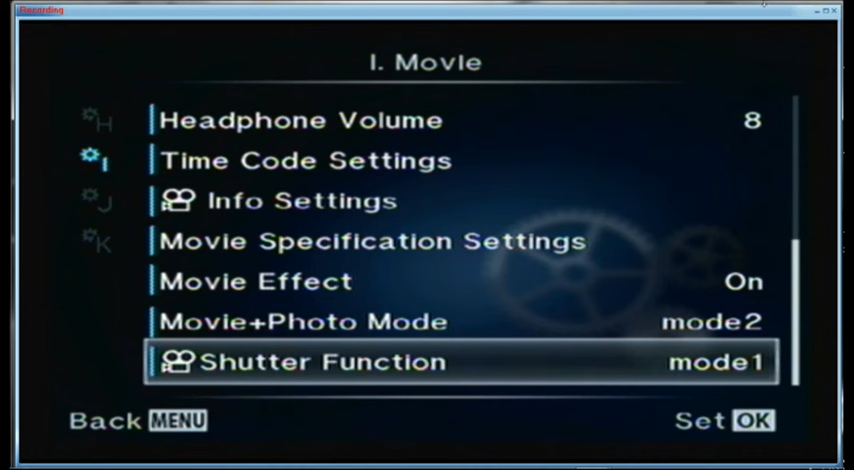 Recording
I. Movie
H
Headphone Volume 8
I
Time Code Settings
J
Info Settings
K
Movie Specification Settings
Movie Effect On
Movie+Photo Mode mode2
Shutter Function mode1
Back MENU Set OK